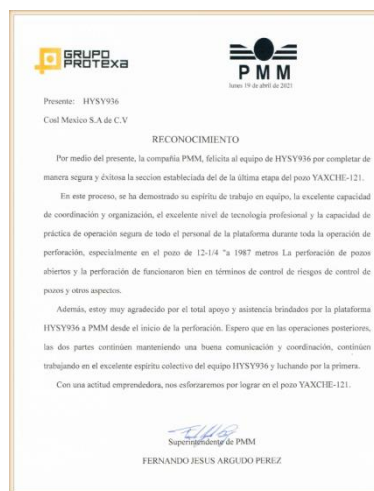 GRUPO
PROTEXA
PMM
lunes 19 de abril de 2021
Presente: HYSY936
Cosl Mexico S.A de C.V
RECONOCIMIENTO
Por medio del presente, la compañia PMM, felicita al equipo de HYSY936 por completar de
manera segura y éxitosa la seccion estableciada del de la última etapa del pozo YAXCHE-121.
En este proceso, se ha demostrado su espíritu de trabajo en equipo, la excelente capacidad
de coordinación y organización, el excelente nivel de tecnología profesional y la capacidad de
práctica de operación segura de todo el personal de la plataforma durante toda la operación de
perforación, especialmente en el pozo de 12-1/4 "a 1987 metros La perforación de pozos
abiertos y la perforación de funcionaron bien en términos de control de riesgos de control de
pozos y otros aspectos.
Además, estoy muy agradecido por el total apoyo y asistencia brindados por la plataforma
HYSY936 a PMM desde el inicio de la perforación. Espero que en las operaciones posteriores,
las dos partes continúen manteniendo una buena comunicación y coordinación, continúen
trabajando en el excelente espíritu colectivo del equipo HYSY936 y luchando por la primera.
Con una actitud emprendedora, nos esforzaremos por lograr en el pozo YAXCHE-121.
Superintendente de PMM
FERNANDO JESUS ARGUDO PEREZ